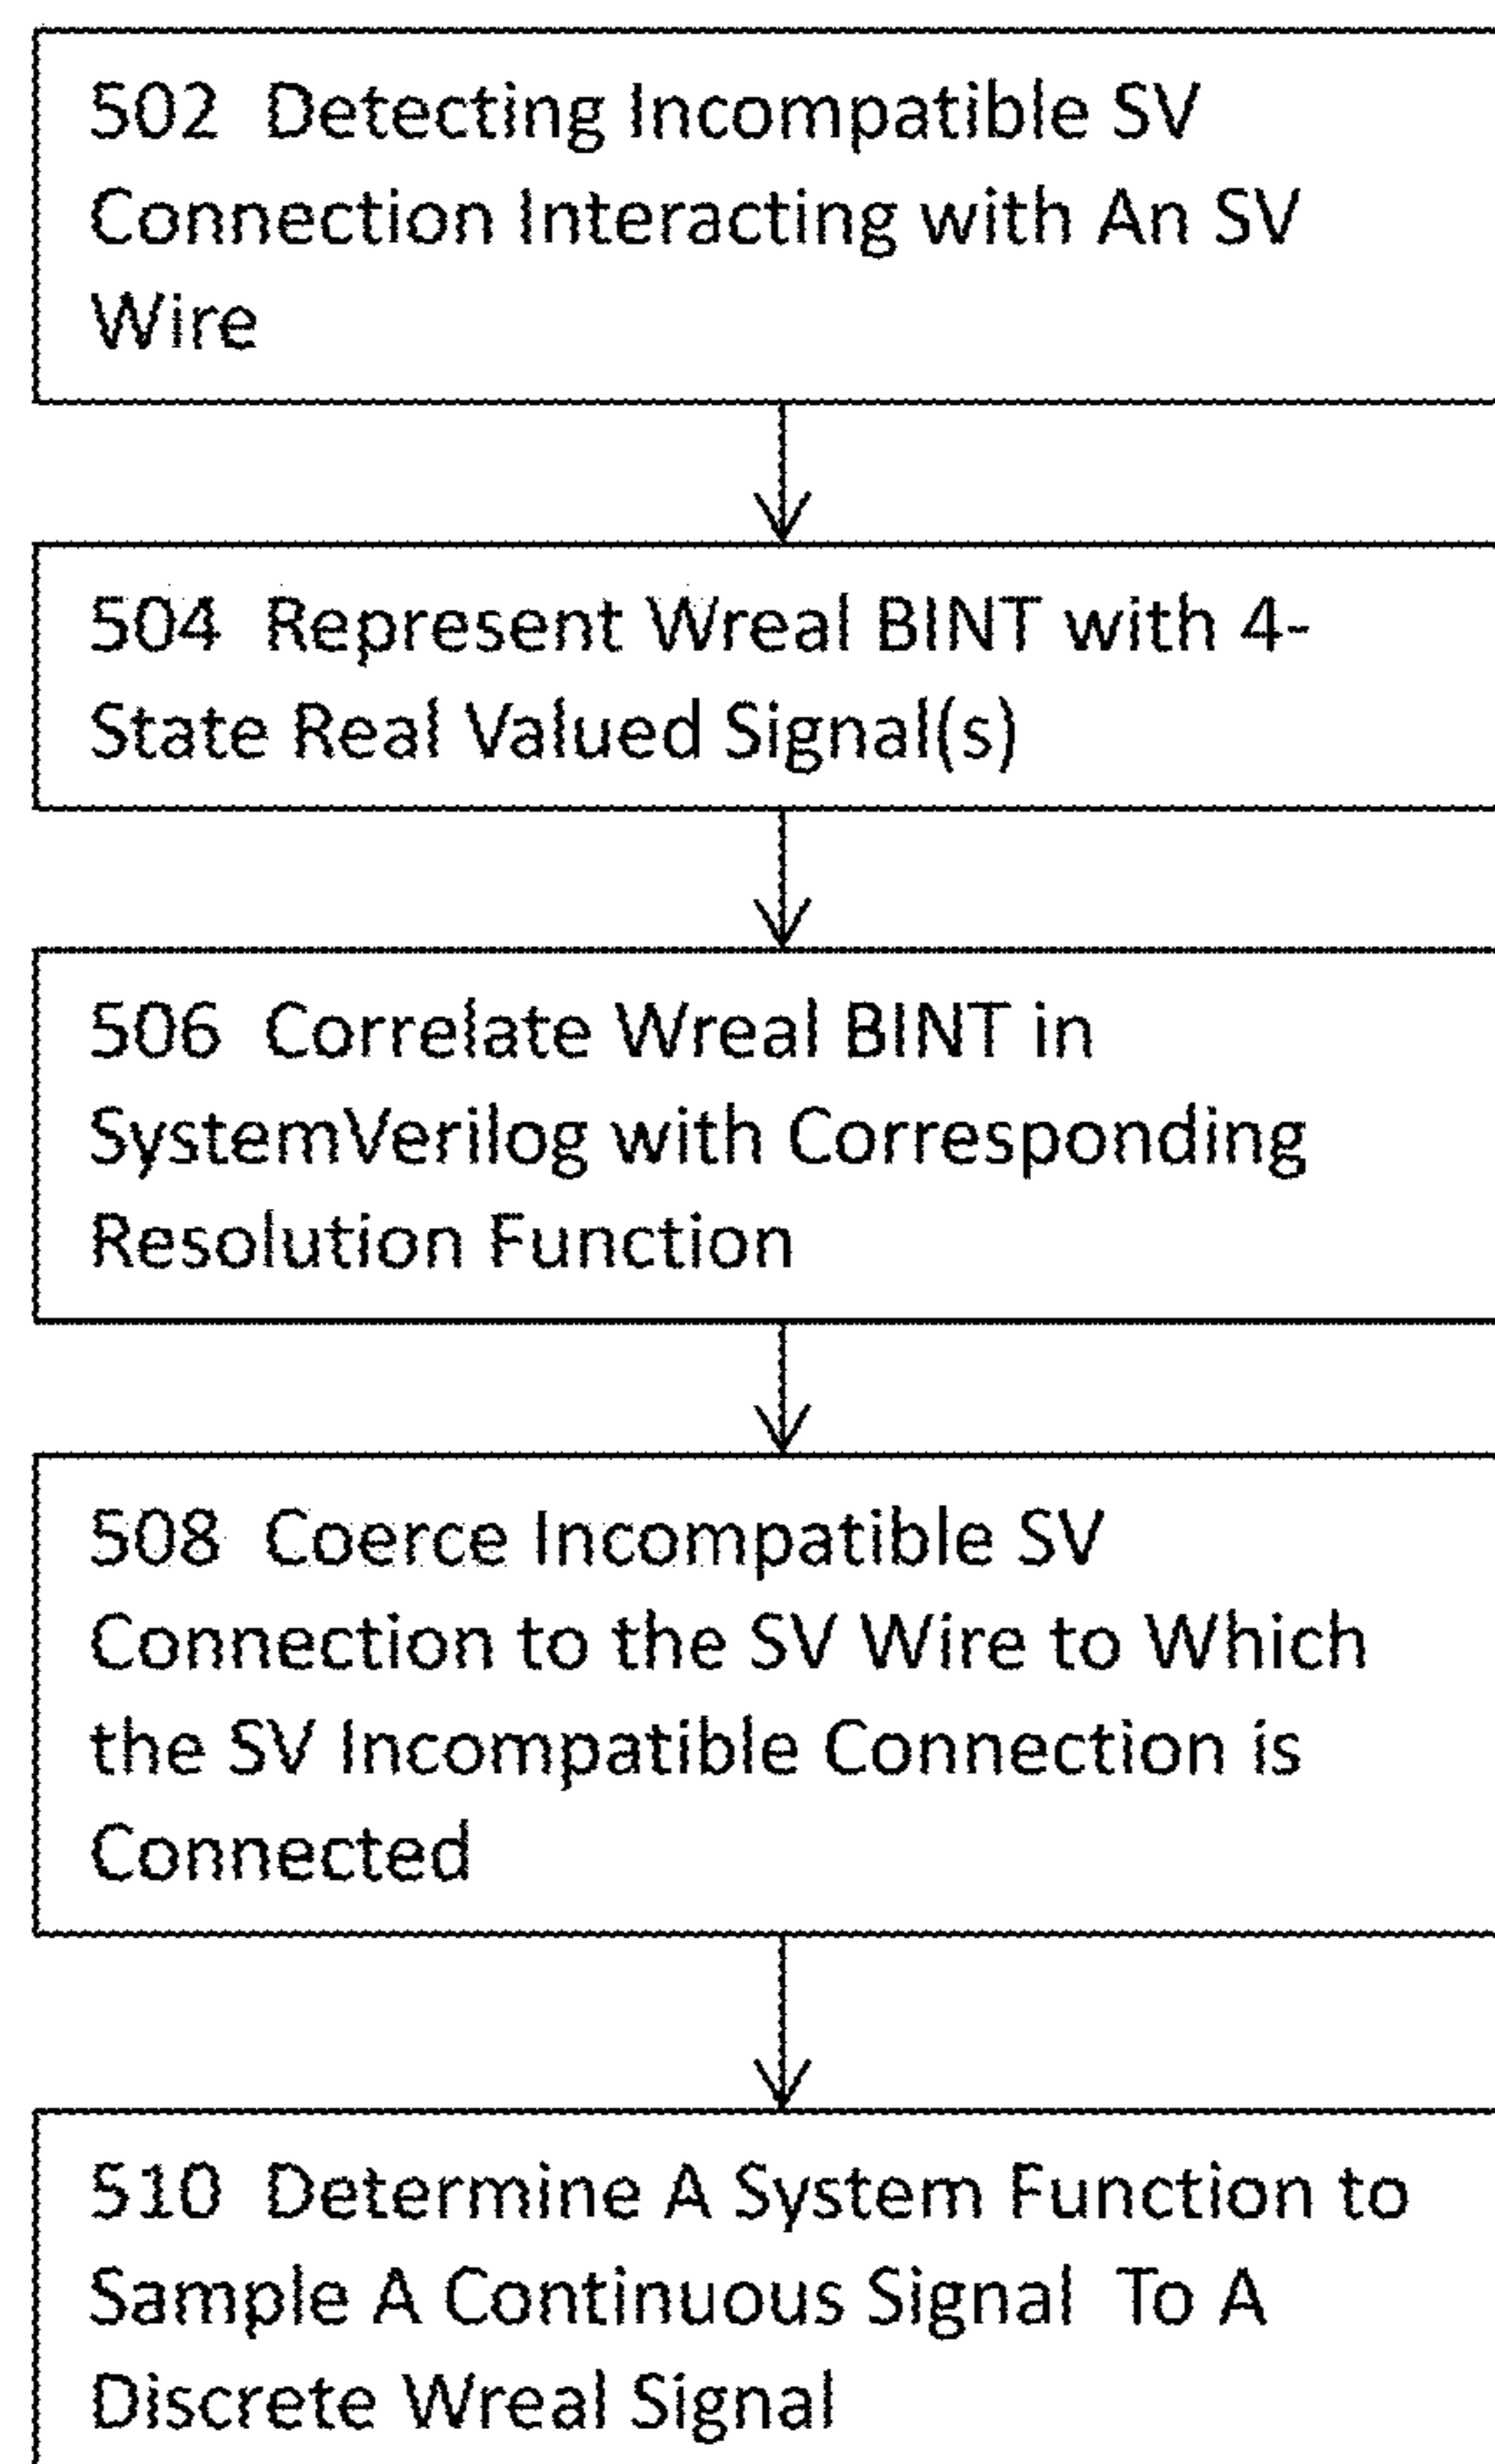 502 Detecting Incompatible SV
Connection Interacting with An SV
Wire
504 Represent Wreal BINT with 4-
State Real Valued Signal(s)
506 Correlate Wreal BINT in
SystemVerilog with Corresponding
Resolution Function
508 Coerce Incompatible SV
Connection to the SV Wire to Which
the SV Incompatible Connection is
Connected
510 Determine A System Function to
Sample A Continuous Signal To A
Discrete Wreal Signal